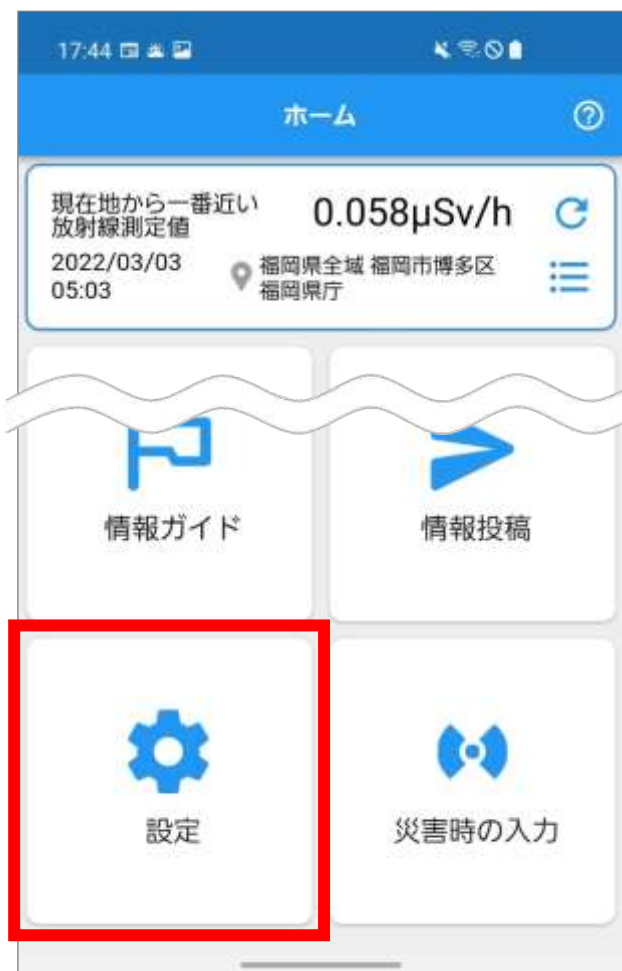 17:44
ホーム
現在地から一番近い
放射線測定値
0.058μSv/h
2022/03/03
05:03
福岡県全域 福岡市博多区
福岡県庁
情報ガイド
情報投稿
設定
災害時の入力